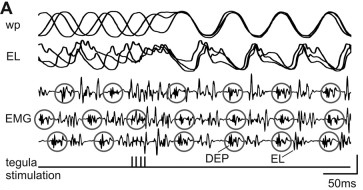 A
wp
EL
EMG
DEP EL
tegula
stimulation
50ms